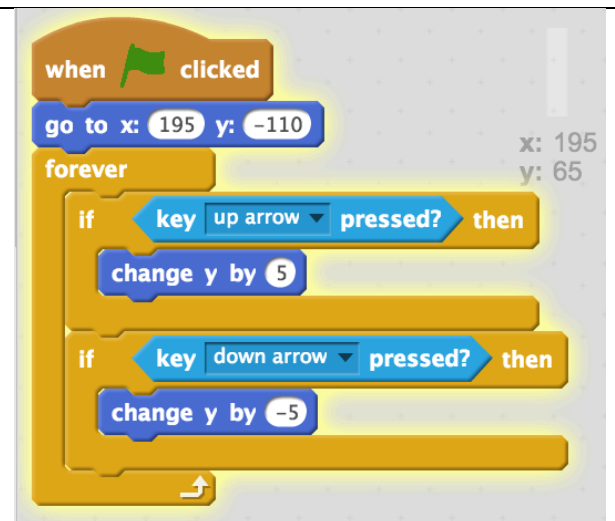 when clicked
go to x: 195 y: -110
x: 195
y: 65
forever
if key up arrow pressed? then
change y by 5
if key down arrow pressed? then
change y by -5